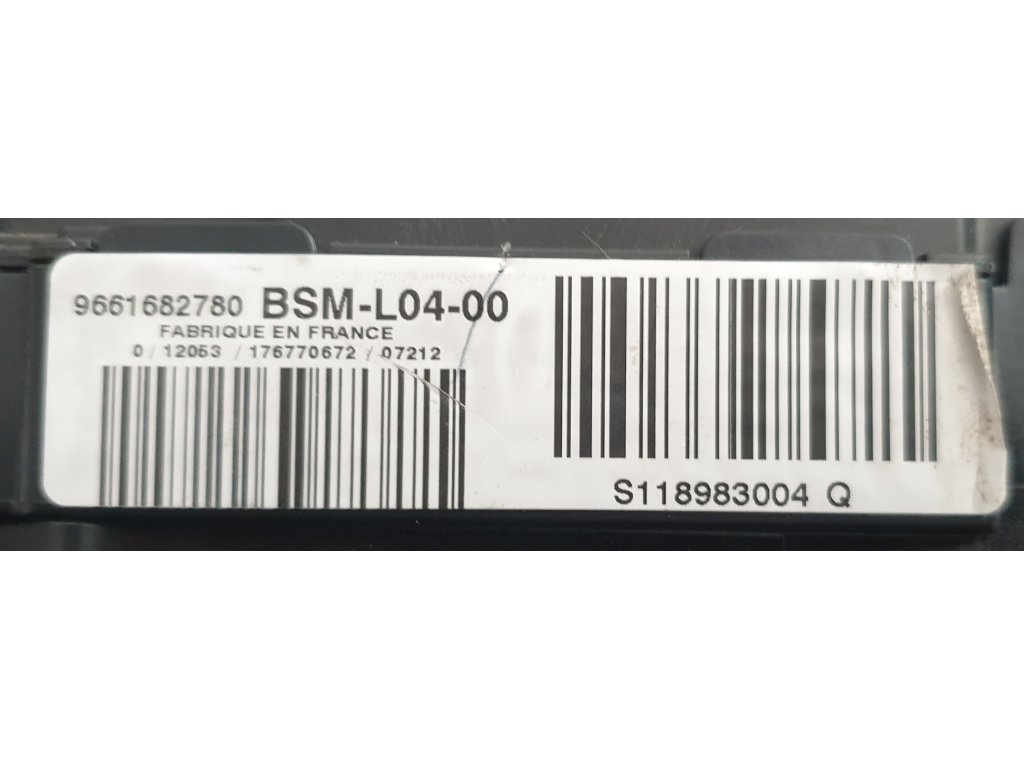 9661682780 BSM-L04-00
FABRIQUE EN FRANCE
0 / 12053 / 176770672 / 07212
S118983004 Q